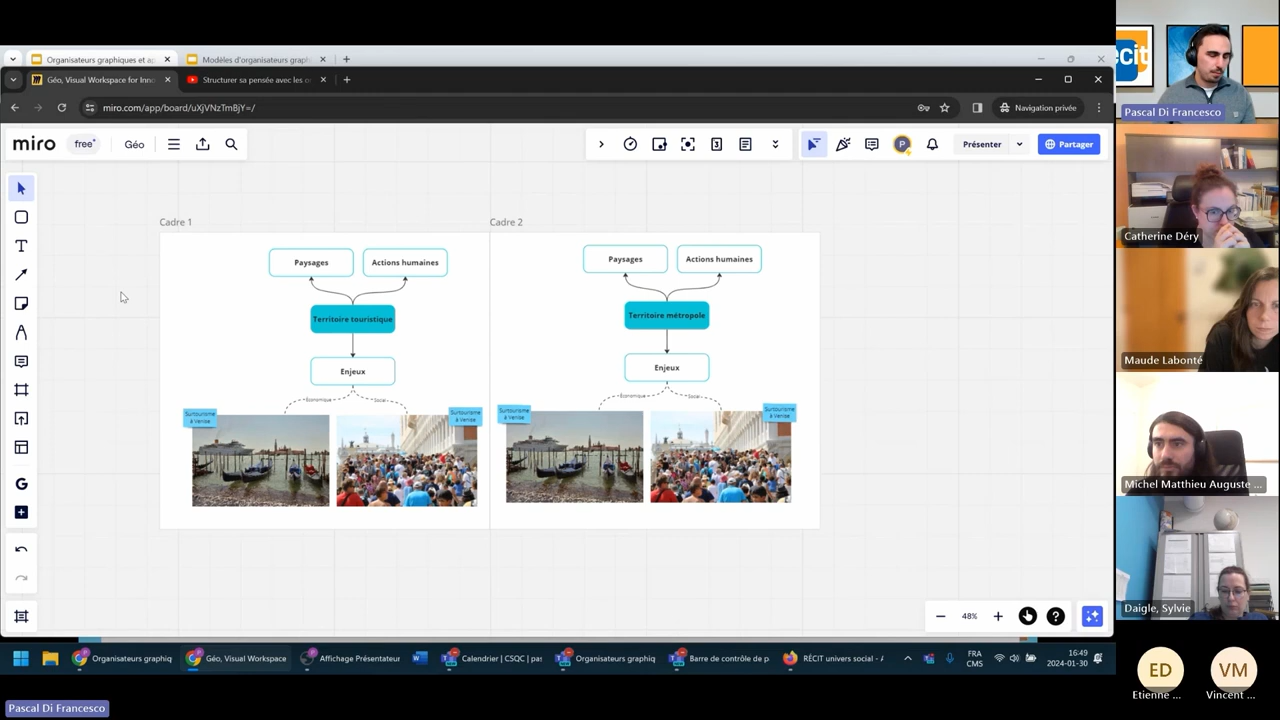 Organisateurs graphiques et ap
Modèles d'organisateurs graph
Géo, Visual Workspace for Inno
Structurer sa pensée avec les o
miro.com/app/board/uXjVNzTmBjY=/
Navigation privée
miro
free
Géo
3
P
Présenter
Partager
Cadre 1
Cadre 2
Paysages
Actions humaines
Paysages
Actions humaines
Territoire touristique
Territoire métropole
Enjeux
Enjeux
Économique
Social
Économique
Social
Surtourisme
à Venise
Surtourisme
à Venise
Surtourisme
à Venise
Surtourisme
à Venise
48%
Organisateurs graphiq
Géo, Visual Workspace
Affichage Présentateur
Calendrier | CSQC | pas
Organisateurs graphiq
Barre de contrôle de p
RÉCIT univers social - A
FRA
CMS
16:49
2024-01-30
Pascal Di Francesco
cit
Pascal Di Francesco
Catherine Déry
Maude Labonté
Michel Matthieu Auguste ...
Daigle, Sylvie
ED
Etienne ...
VM
Vincent ...